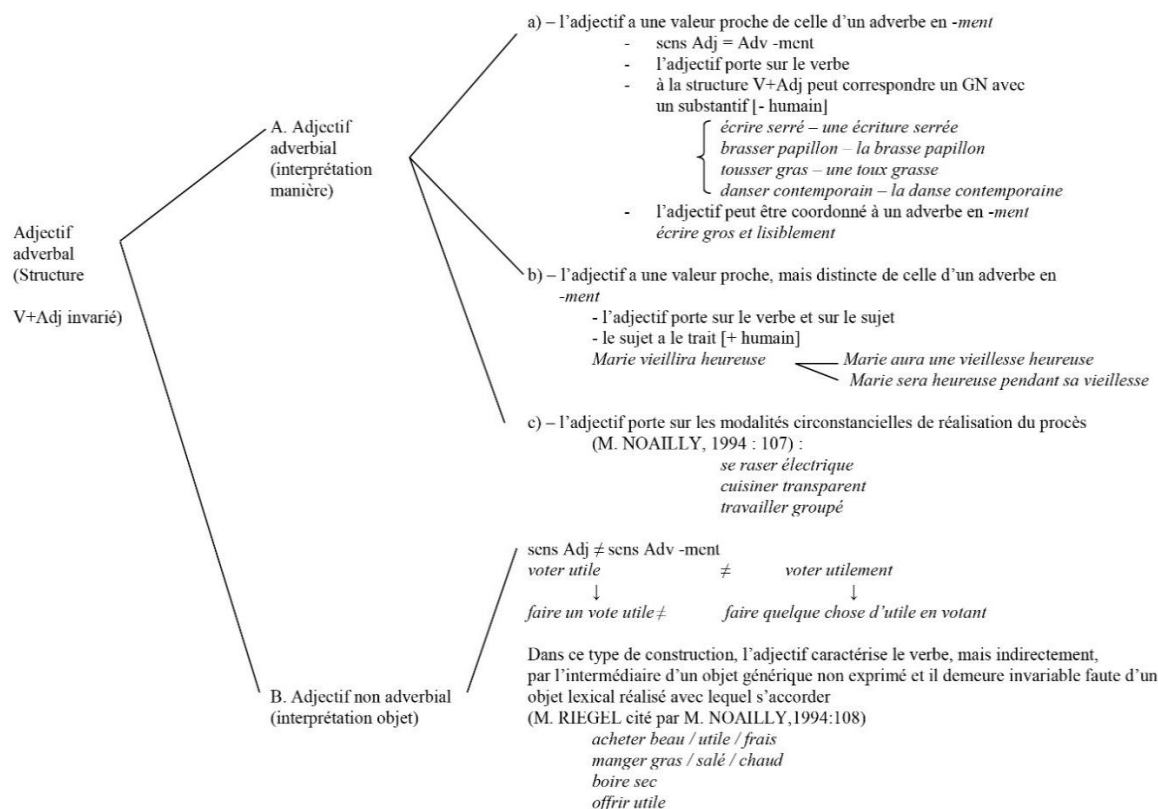 a) – l’adjectif a une valeur proche de celle d’un adverbe en -ment
- sens Adj = Adv -ment
- l’adjectif porte sur le verbe
- à la structure V+Adj peut correspondre un GN avec
un substantif [- humain]
écrire serré – une écriture serrée
brasser papillon – la brasse papillon
tousser gras – une toux grasse
danser contemporain – la danse contemporaine
- l’adjectif peut être coordonné à un adverbe en -ment
écrire gros et lisiblement
A. Adjectif
adverbial
(interprétation
manière)
Adjectif
adverbal
(Structure
V+Adj invarié)
b) – l’adjectif a une valeur proche, mais distincte de celle d’un adverbe en
-ment
- l’adjectif porte sur le verbe et sur le sujet
- le sujet a le trait [+ humain]
Marie vieillira heureuse Marie aura une vieillesse heureuse
Marie sera heureuse pendant sa vieillesse
c) – l’adjectif porte sur les modalités circonstancielles de réalisation du procès
(M. NOAILLY, 1994 : 107) :
se raser électrique
cuisiner transparent
travailler groupé
B. Adjectif non adverbial
(interprétation objet)
sens Adj ≠ sens Adv -ment
voter utile ≠ voter utilement
↓ ↓
faire un vote utile ≠ faire quelque chose d’utile en votant
Dans ce type de construction, l’adjectif caractérise le verbe, mais indirectement,
par l’intermédiaire d’un objet générique non exprimé et il demeure invariable faute d’un
objet lexical réalisé avec lequel s’accorder
(M. RIEGEL cité par M. NOAILLY,1994:108)
acheter beau / utile / frais
manger gras / salé / chaud
boire sec
offrir utile